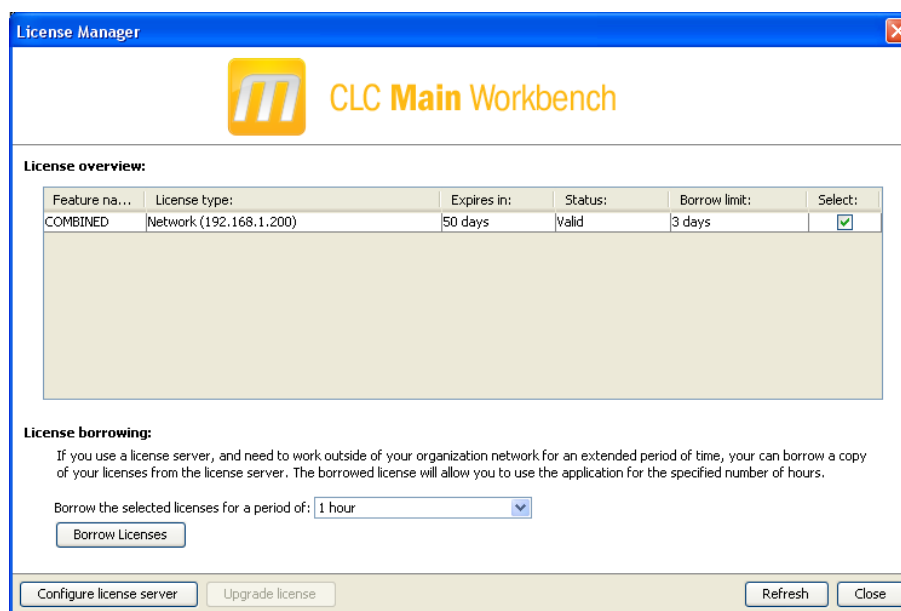 License Manager
m CLC Main Workbench
License overview:
Feature na... License type: Expires in: Status: Borrow limit: Select:
COMBINED Network (192.168.1.200) 50 days Valid 3 days
License borrowing:
If you use a license server, and need to work outside of your organization network for an extended period of time, your can borrow a copy
of your licenses from the license server. The borrowed license will allow you to use the application for the specified number of hours.
Borrow the selected licenses for a period of: 1 hour
Borrow Licenses
Configure license server Upgrade license Refresh Close